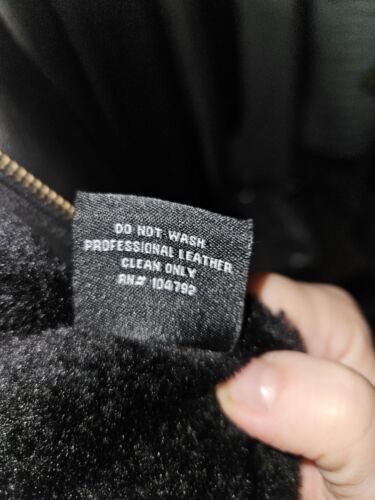 DO NOT WASH
PROFESSIONAL LEATHER
CLEAN ONLY
RN# 104792